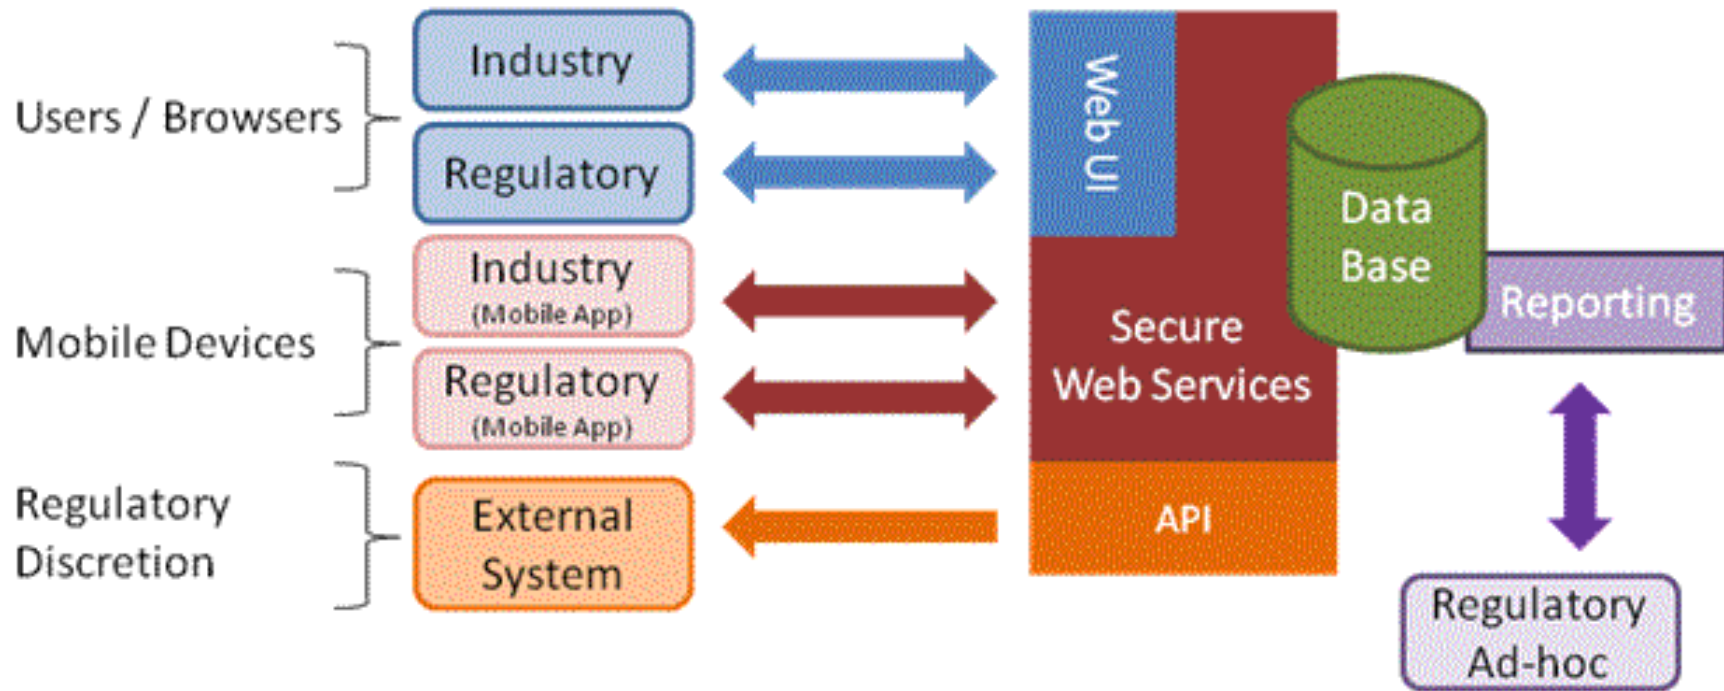 Users / Browsers
Industry
Regulatory
Mobile Devices
Industry
(Mobile App)
Regulatory
(Mobile App)
Regulatory
Discretion
External
System
Web UI
Secure
Web Services
API
Data
Base
Reporting
Regulatory
Ad-hoc